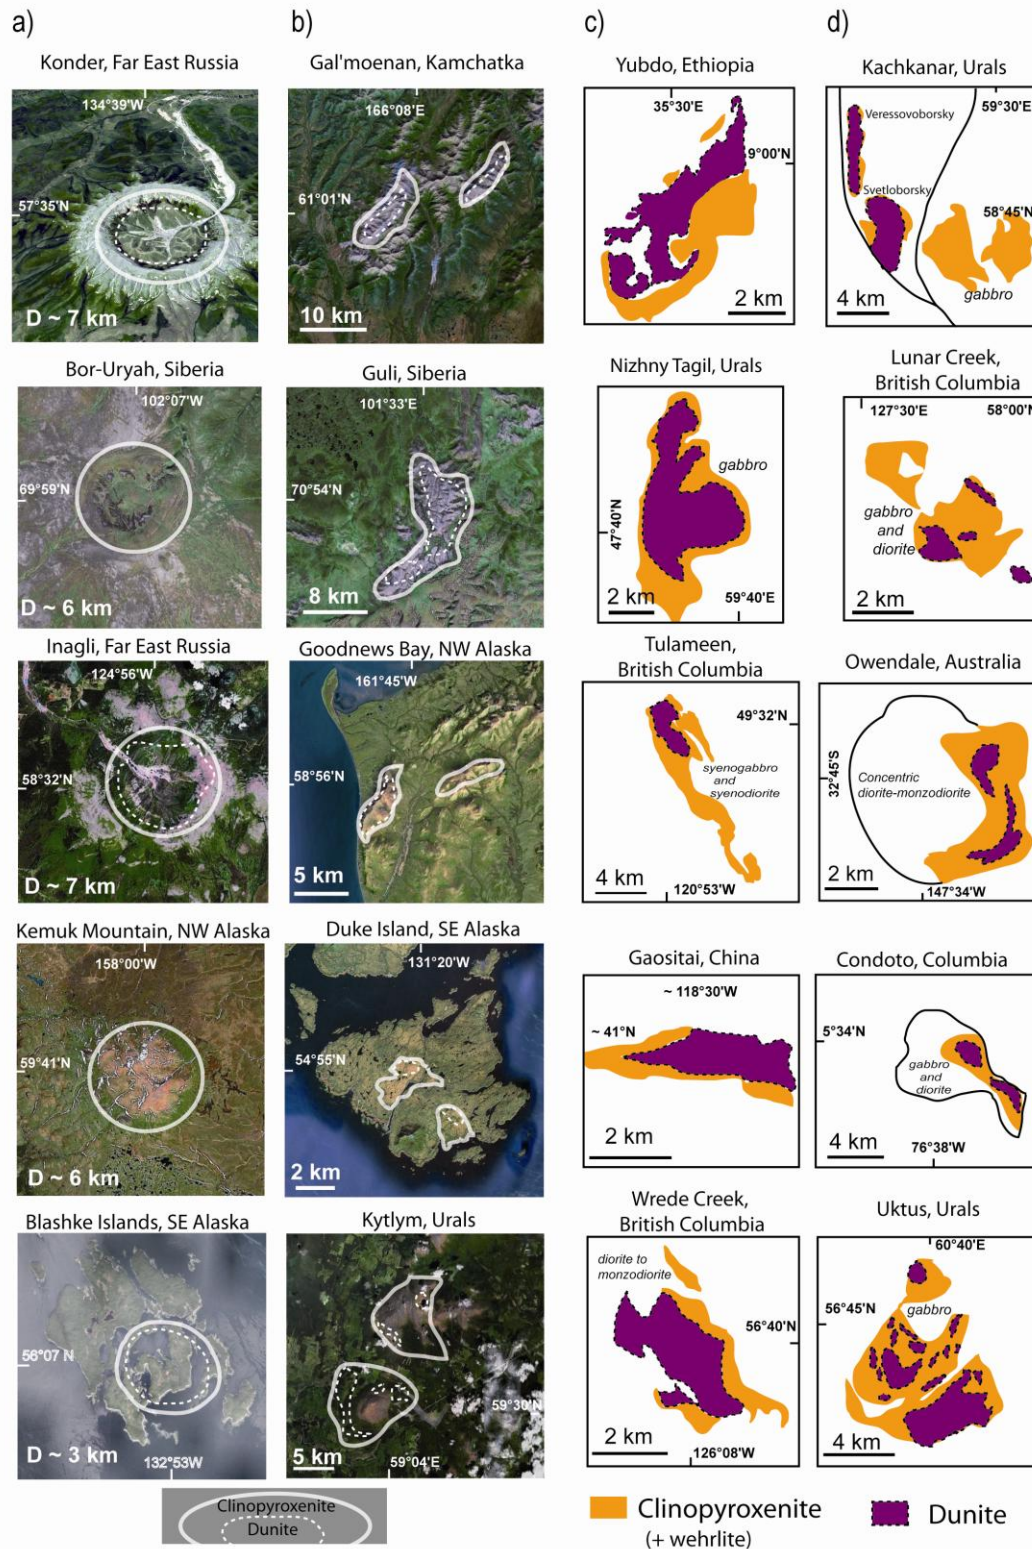 a)
b)
c)
d)
Konder, Far East Russia
134°39'W
57°35'N
D ~ 7 km
Bor-Uryah, Siberia
102°07'W
69°59'N
D ~ 6 km
Inagli, Far East Russia
124°56'W
58°32'N
D ~ 7 km
Kemuk Mountain, NW Alaska
158°00'W
59°41'N
D ~ 6 km
Blashke Islands, SE Alaska
56°07 N
D ~ 3 km
132°53'W
Gal'moenan, Kamchatka
166°08'E
61°01'N
10 km
Guli, Siberia
101°33'E
70°54'N
8 km
Goodnews Bay, NW Alaska
161°45'W
58°56'N
5 km
Duke Island, SE Alaska
131°20'W
54°55'N
2 km
Kytlym, Urals
59°30'N
5 km
59°04'E
Yubdo, Ethiopia
35°30'E
9°00'N
2 km
Nizhny Tagil, Urals
gabbro
47°40'N
2 km
59°40'E
Tulameen,
British Columbia
49°32'N
syenogabbro
and
syenodiorite
4 km
120°53'W
Gaositai, China
~ 118°30'W
~ 41°N
2 km
Wrede Creek,
British Columbia
diorite to
monzodiorite
56°40'N
2 km
126°08'W
Kachkanar, Urals
59°30'E
Veressovoborsky
Svetloborsky
58°45'N
gabbro
4 km
Lunar Creek,
British Columbia
127°30'E
58°00'N
gabbro
and
diorite
2 km
Owendale, Australia
32°45'S
Concentric
diorite-monzodiorite
2 km
147°34'W
Condoto, Columbia
5°34'N
gabbro
and
diorite
4 km
76°38'W
Uktus, Urals
60°40'E
56°45'N
gabbro
4 km
Clinopyroxenite
Dunite
Clinopyroxenite
(+ wehrlite)
Dunite